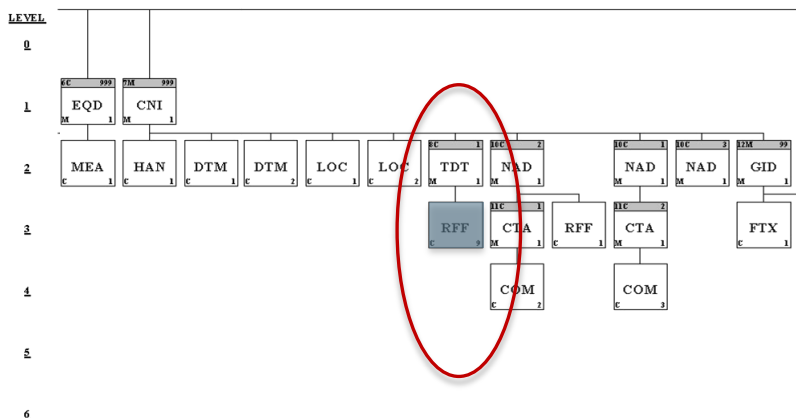 LEVEL
0
6C 999 7M 999
1 EQD CNI
M 1 M 1
8C 1 10C 2 10C 1 10C 3 12M 99
2 MEA HAN DTM DTM LOC LOC TDT NAD NAD NAD GID
C 1 C 1 C 1 C 2 C 1 C 2 M 1 M 1 M 1 M 1 M 1
11C 1 11C 2
3 RFF CTA RFF CTA FTX
C 9 M 1 C 1 M 1 C 1
4 COM COM
C 2 C 3
5
6